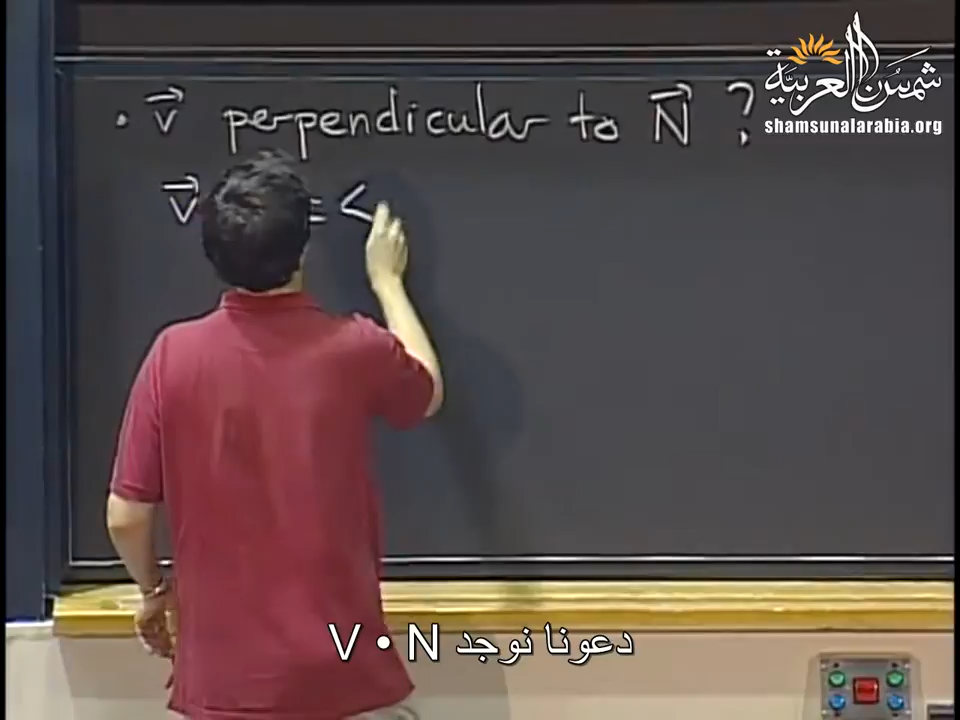 شمس العربية
shamsunalarabia.org
• v⃗ perpendicular to N⃗ ?
v⃗ = <
دعونا نوجد V • N